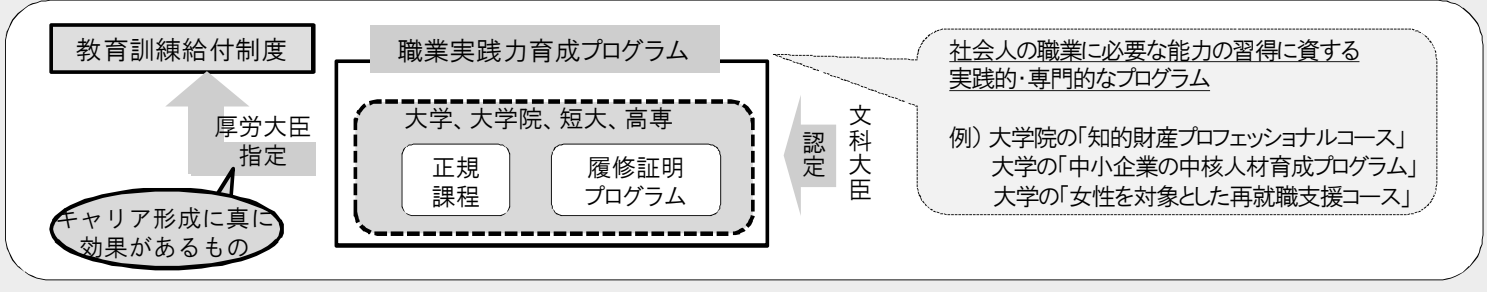 教育訓練給付制度
厚労大臣
指定
キャリア形成に真に
効果があるもの
職業実践力育成プログラム
大学、大学院、短大、高専
正規
課程
履修証明
プログラム
認定
文科大臣
社会人の職業に必要な能力の習得に資する
実践的・専門的なプログラム
例）大学院の「知的財産プロフェッショナルコース」
大学の「中小企業の中核人材育成プログラム」
大学の「女性を対象とした再就職支援コース」